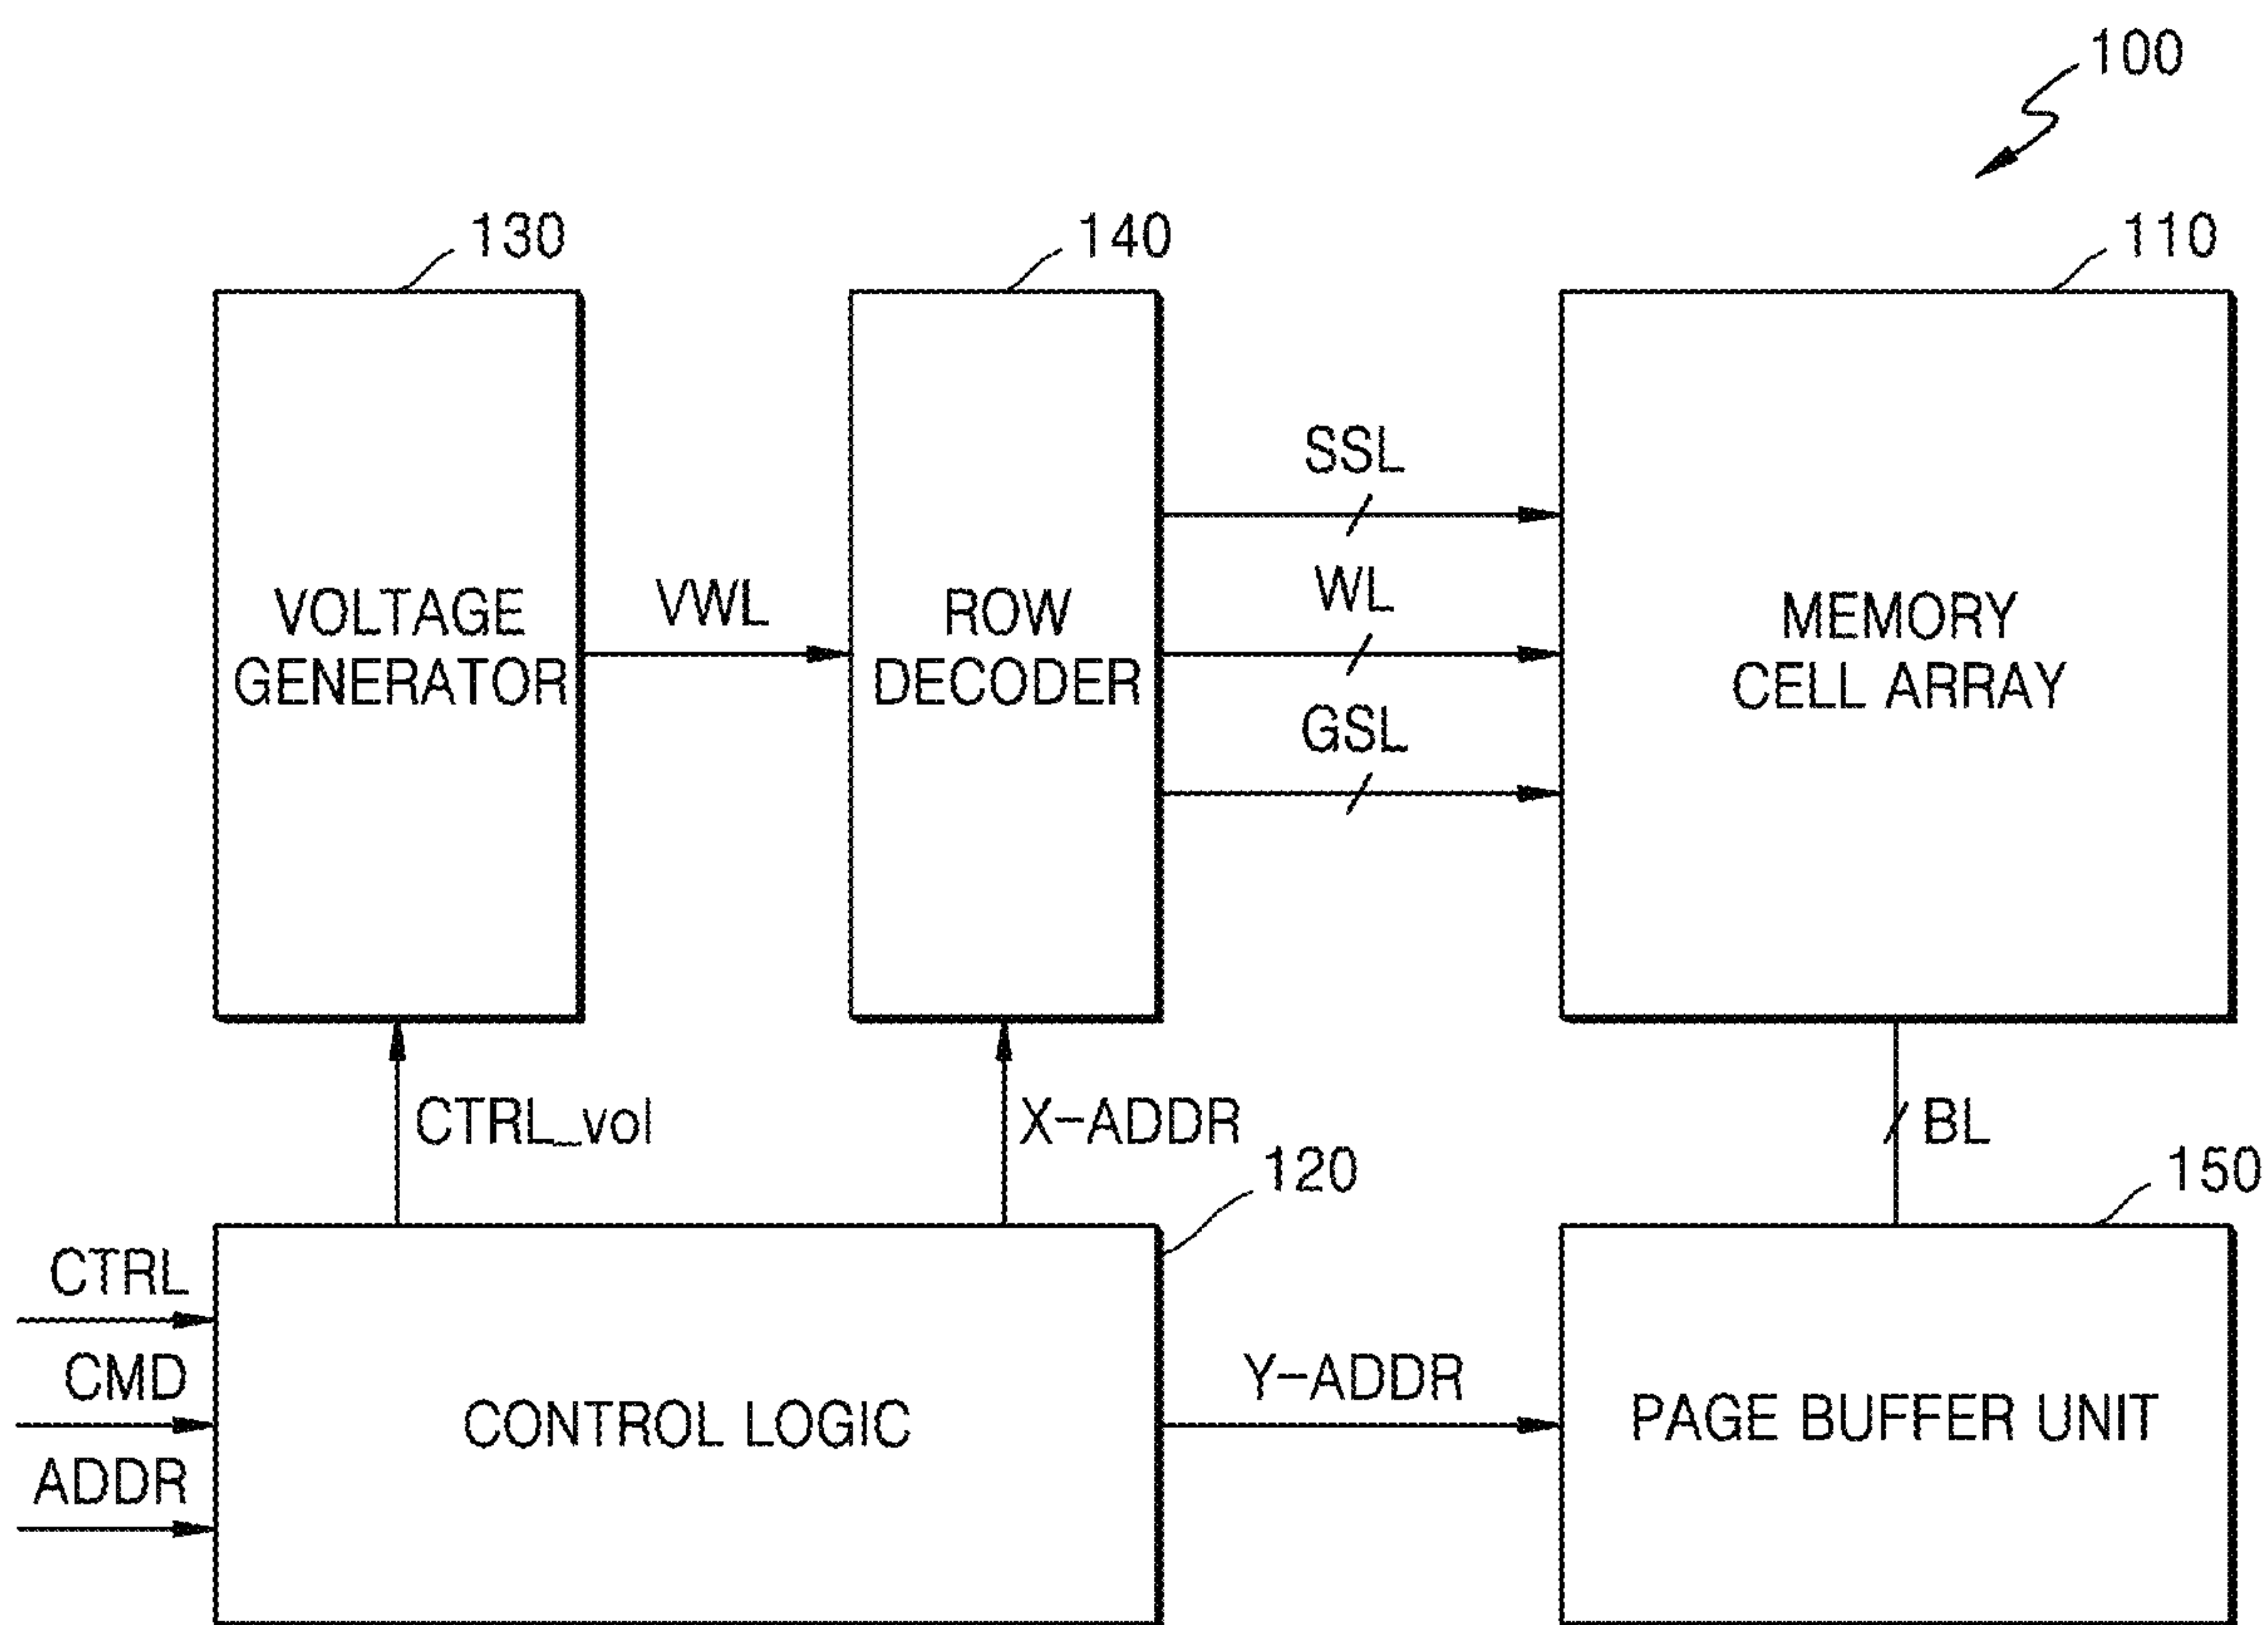 100
130
140
110
SSL
VOLTAGE
GENERATOR
VWL
ROW
DECODER
WL
MEMORY
CELL ARRAY
GSL
CTRL_vol
X-ADDR
BL
120
150
CTRL
CMD
ADDR
CONTROL LOGIC
Y-ADDR
PAGE BUFFER UNIT